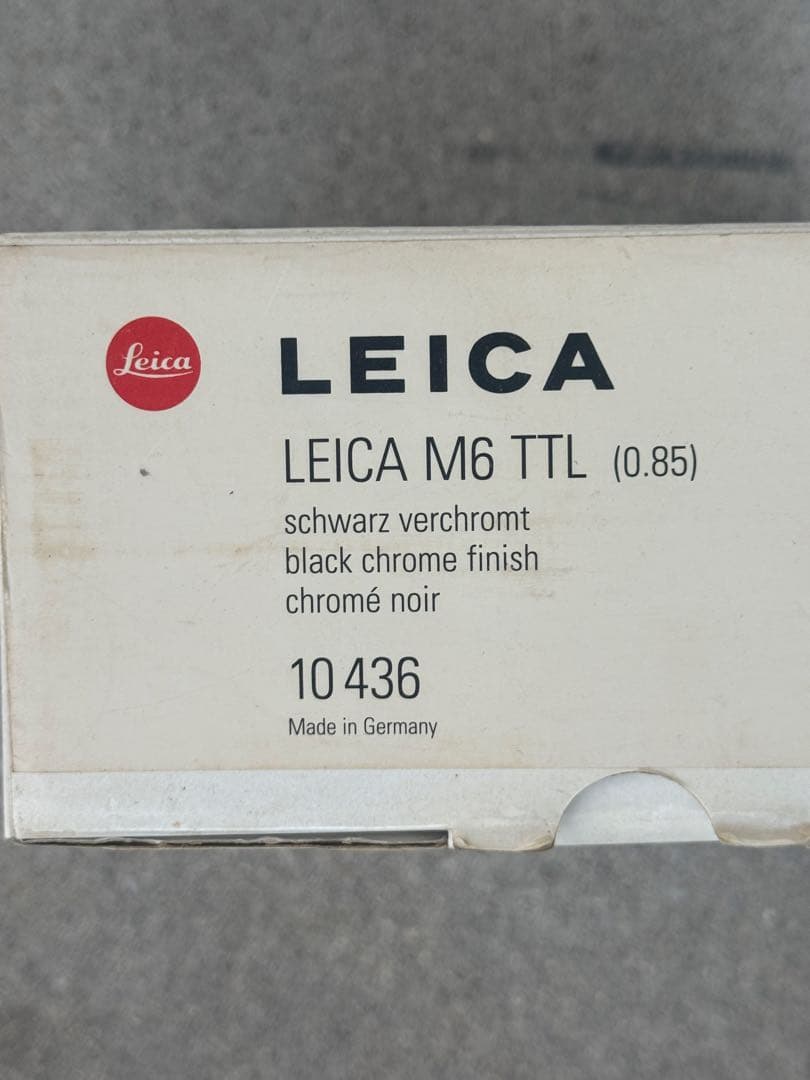 Leica
LEICA
LEICA M6 TTL (0.85)
schwarz verchromt
black chrome finish
chromé noir
10 436
Made in Germany